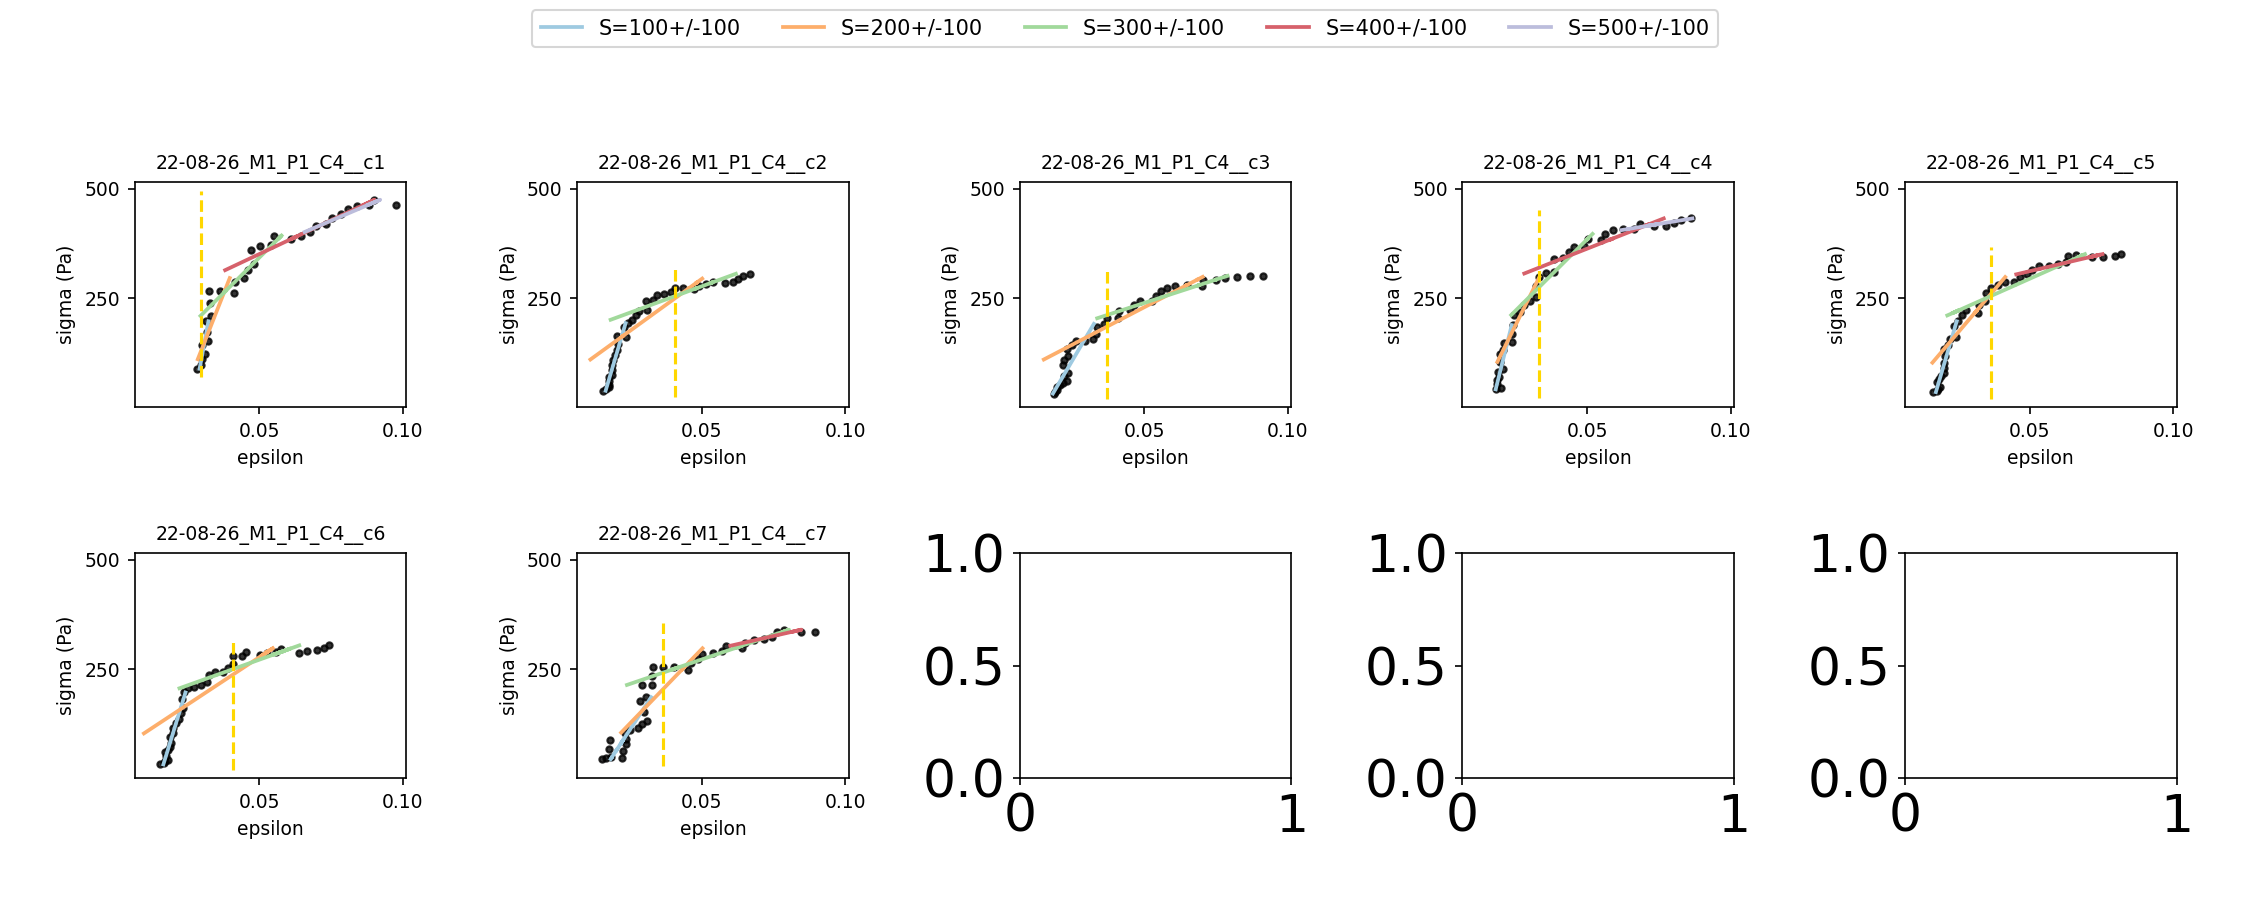 S=100+/-100 S=200+/-100 S=300+/-100 S=400+/-100 S=500+/-100
22-08-26_M1_P1_C4__c1
500
250
sigma (Pa)
0.05 0.10
epsilon
22-08-26_M1_P1_C4__c2
500
250
sigma (Pa)
0.05 0.10
epsilon
22-08-26_M1_P1_C4__c3
500
250
sigma (Pa)
0.05 0.10
epsilon
22-08-26_M1_P1_C4__c4
500
250
sigma (Pa)
0.05 0.10
epsilon
22-08-26_M1_P1_C4__c5
500
250
sigma (Pa)
0.05 0.10
epsilon
22-08-26_M1_P1_C4__c6
500
250
sigma (Pa)
0.05 0.10
epsilon
22-08-26_M1_P1_C4__c7
500
250
sigma (Pa)
0.05 0.10
epsilon
1.0
0.5
0.0
0 1
1.0
0.5
0.0
0 1
1.0
0.5
0.0
0 1